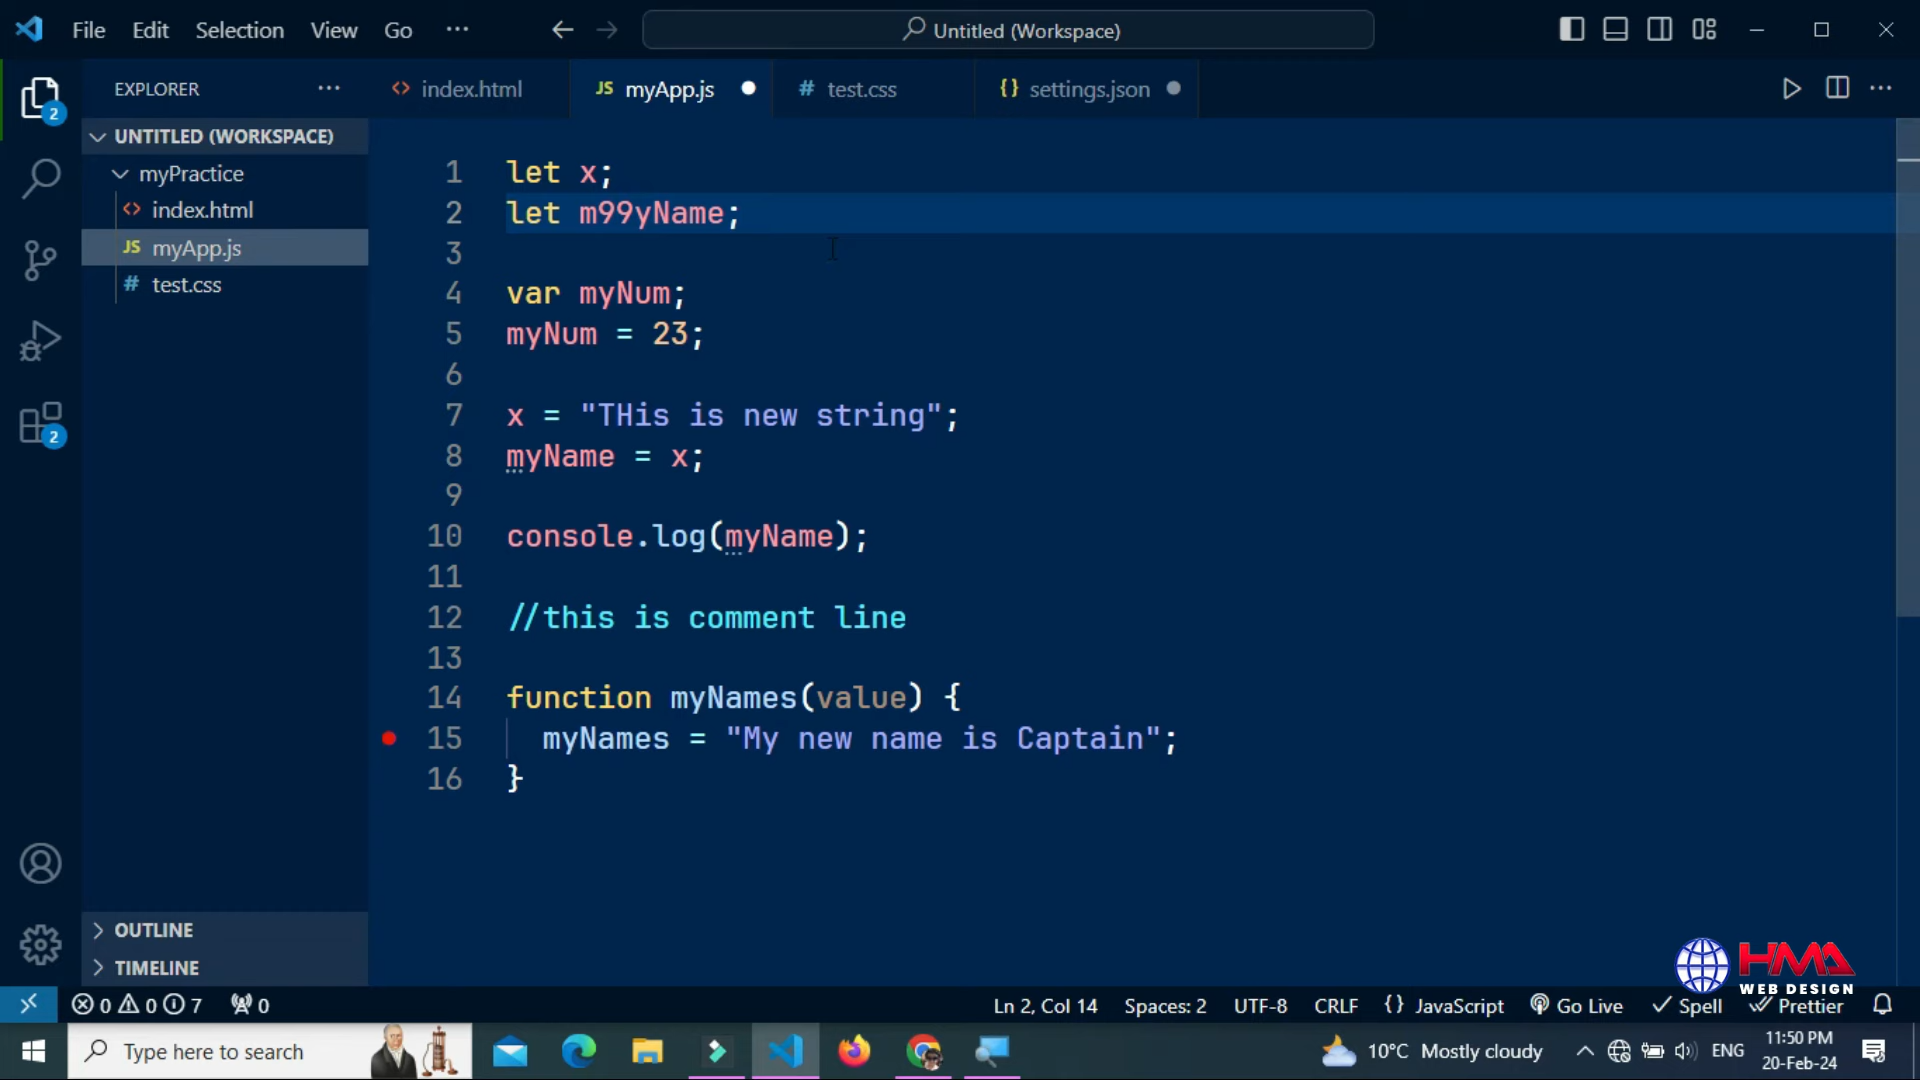 File Edit Selection View Go ··· Untitled (Workspace)
EXPLORER ··· index.html JS myApp.js # test.css {} settings.json
2
UNTITLED (WORKSPACE)
myPractice
index.html
JS myApp.js
# test.css
2
1 let x;
2 let m99yName;
3
4 var myNum;
5 myNum = 23;
6
7 x = "THis is new string";
8 myName = x;
9
10 console.log(myName);
11
12 //this is comment line
13
14 function myNames(value) {
15 myNames = "My new name is Captain";
16 }
OUTLINE
TIMELINE
HMA
WEB DESIGN
0 0 7 0 Ln 2, Col 14 Spaces: 2 UTF-8 CRLF {} JavaScript Go Live Spell Prettier
Type here to search 10°C Mostly cloudy ENG 11:50 PM
20-Feb-24